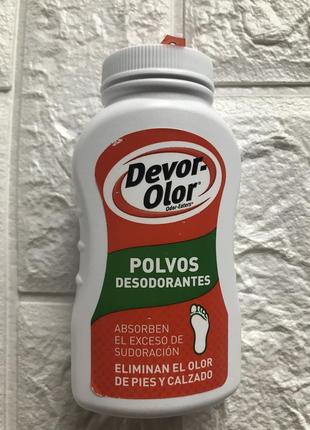 Devor-
Olor®
Odor-Eaters®
POLVOS
DESODORANTES
ABSORBEN
EL EXCESO DE
SUDORACIÓN
ELIMINAN EL OLOR
DE PIES Y CALZADO